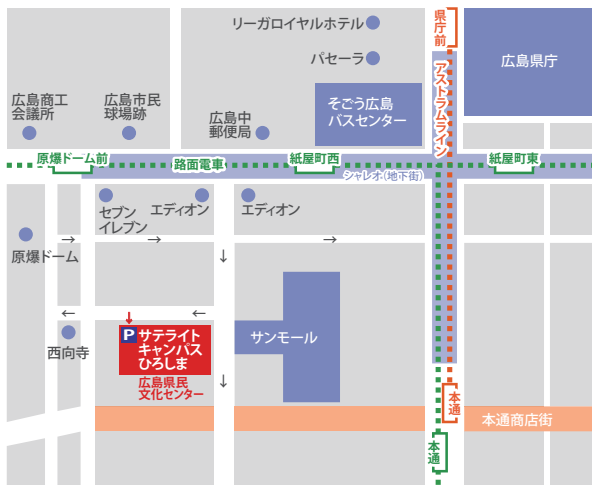 リーガロイヤルホテル
県庁前
パセーラ
広島県庁
アストラムライン
広島商工
会議所
広島市民
球場跡
広島中
郵便局
そごう広島
バスセンター
原爆ドーム前
路面電車
紙屋町西
紙屋町東
シャレオ(地下街)
セブン
イレブン
エディオン
エディオン
→
→
→
原爆ドーム
↓
←
←
↓
西向寺
P サテライト
キャンパス
ひろしま
サンモール
広島県民
文化センター
↓
本通
本通商店街
本通